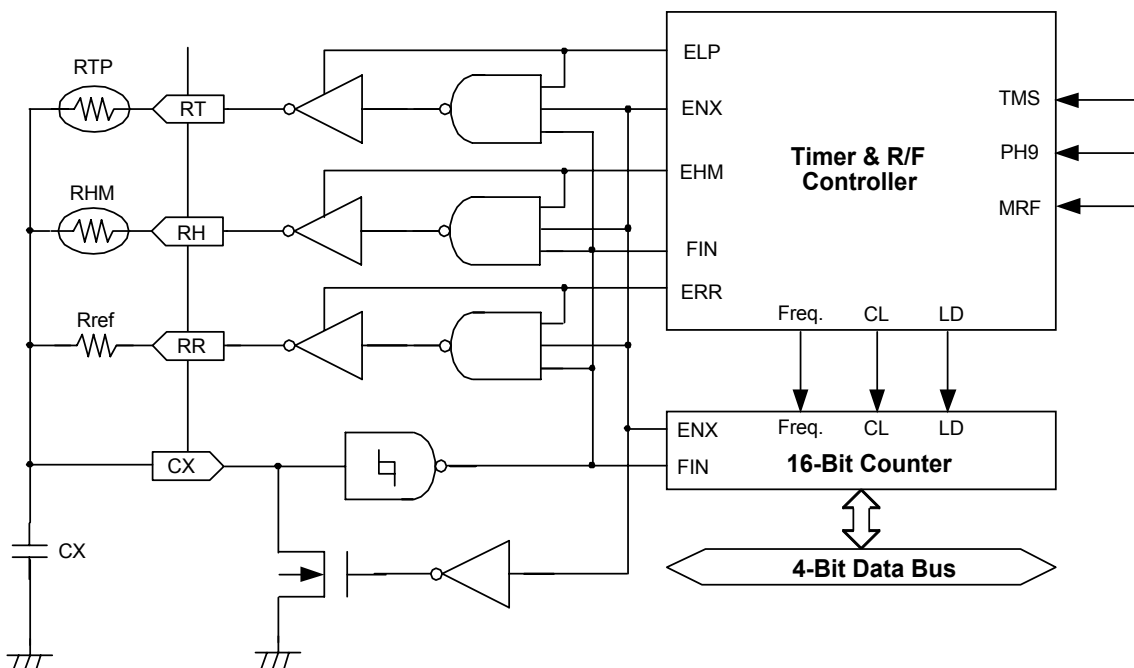 RTP
RT
ELP
ENX
TMS
Timer & R/F
Controller
PH9
EHM
MRF
RHM
RH
FIN
ERR
Rref
RR
Freq.
CL
LD
ENX
Freq.
CL
LD
CX
FIN
16-Bit Counter
CX
4-Bit Data Bus